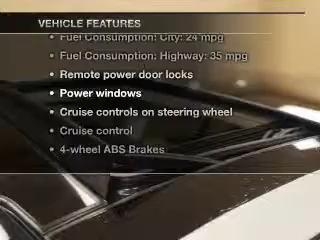 VEHICLE FEATURES
• Fuel Consumption: City: 24 mpg
• Fuel Consumption: Highway: 35 mpg
• Remote power door locks
• Power windows
• Cruise controls on steering wheel
• Cruise control
• 4-wheel ABS Brakes